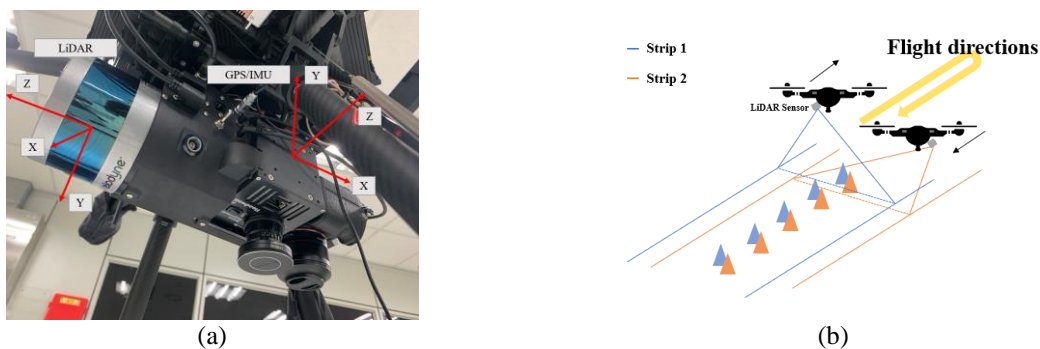 LiDAR
GPS/IMU
Z
Y
Z
X
X
Y
Strip 1
Strip 2
Flight directions
LiDAR Sensor
(a)
(b)